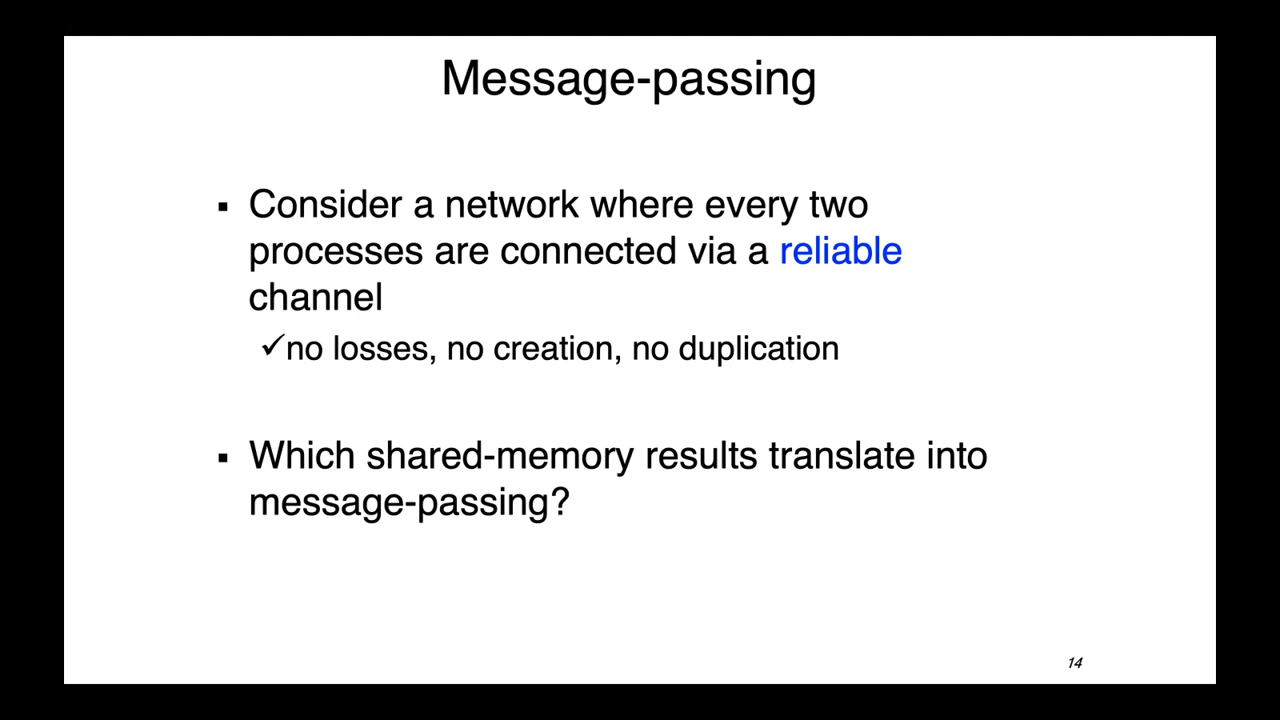 Message-passing
▪ Consider a network where every two
processes are connected via a reliable
channel
✓no losses, no creation, no duplication
▪ Which shared-memory results translate into
message-passing?
14